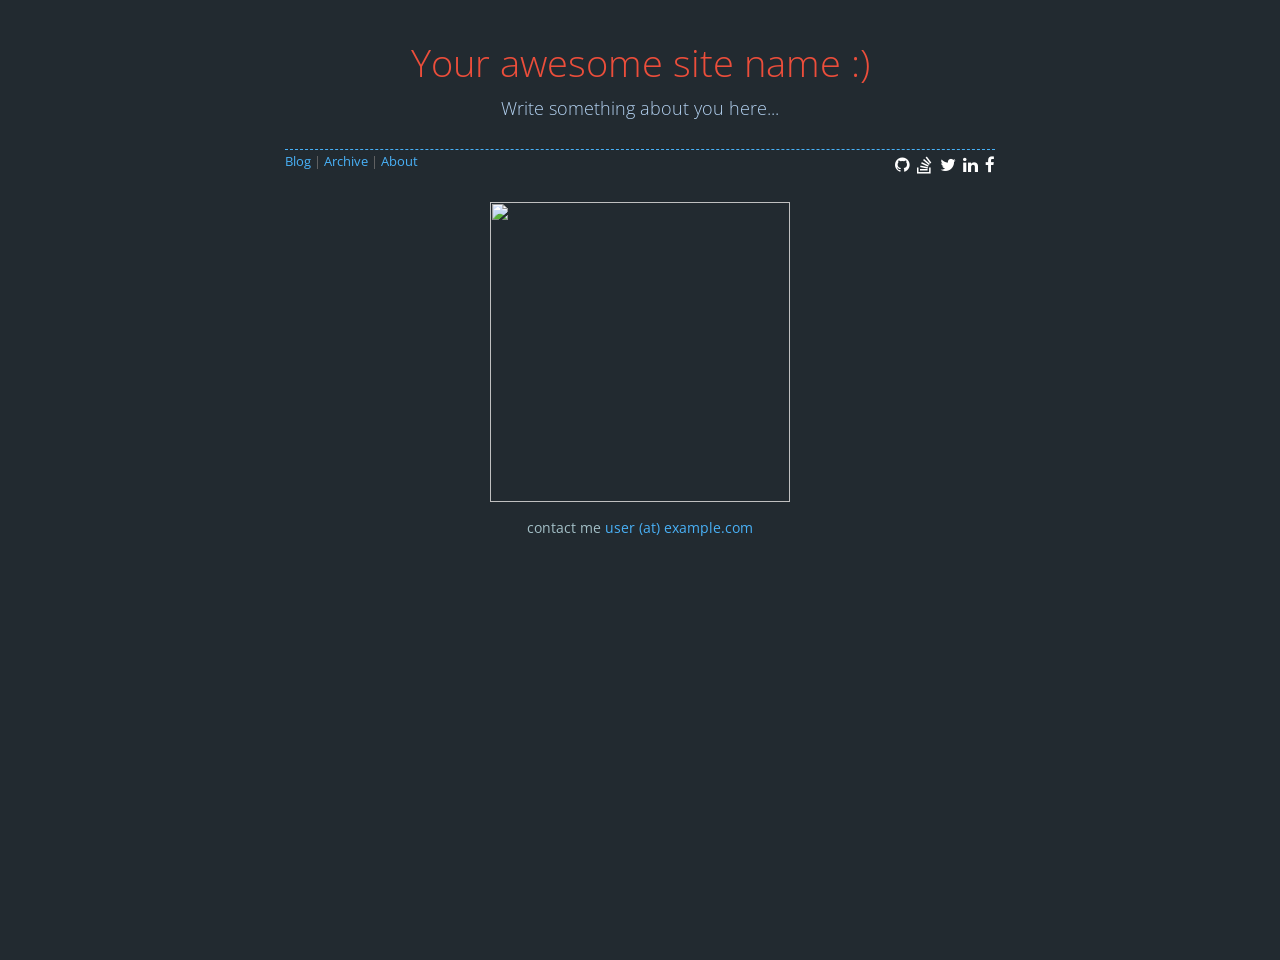 Your awesome site name :)
Write something about you here...
Blog | Archive | About
contact me user (at) example.com